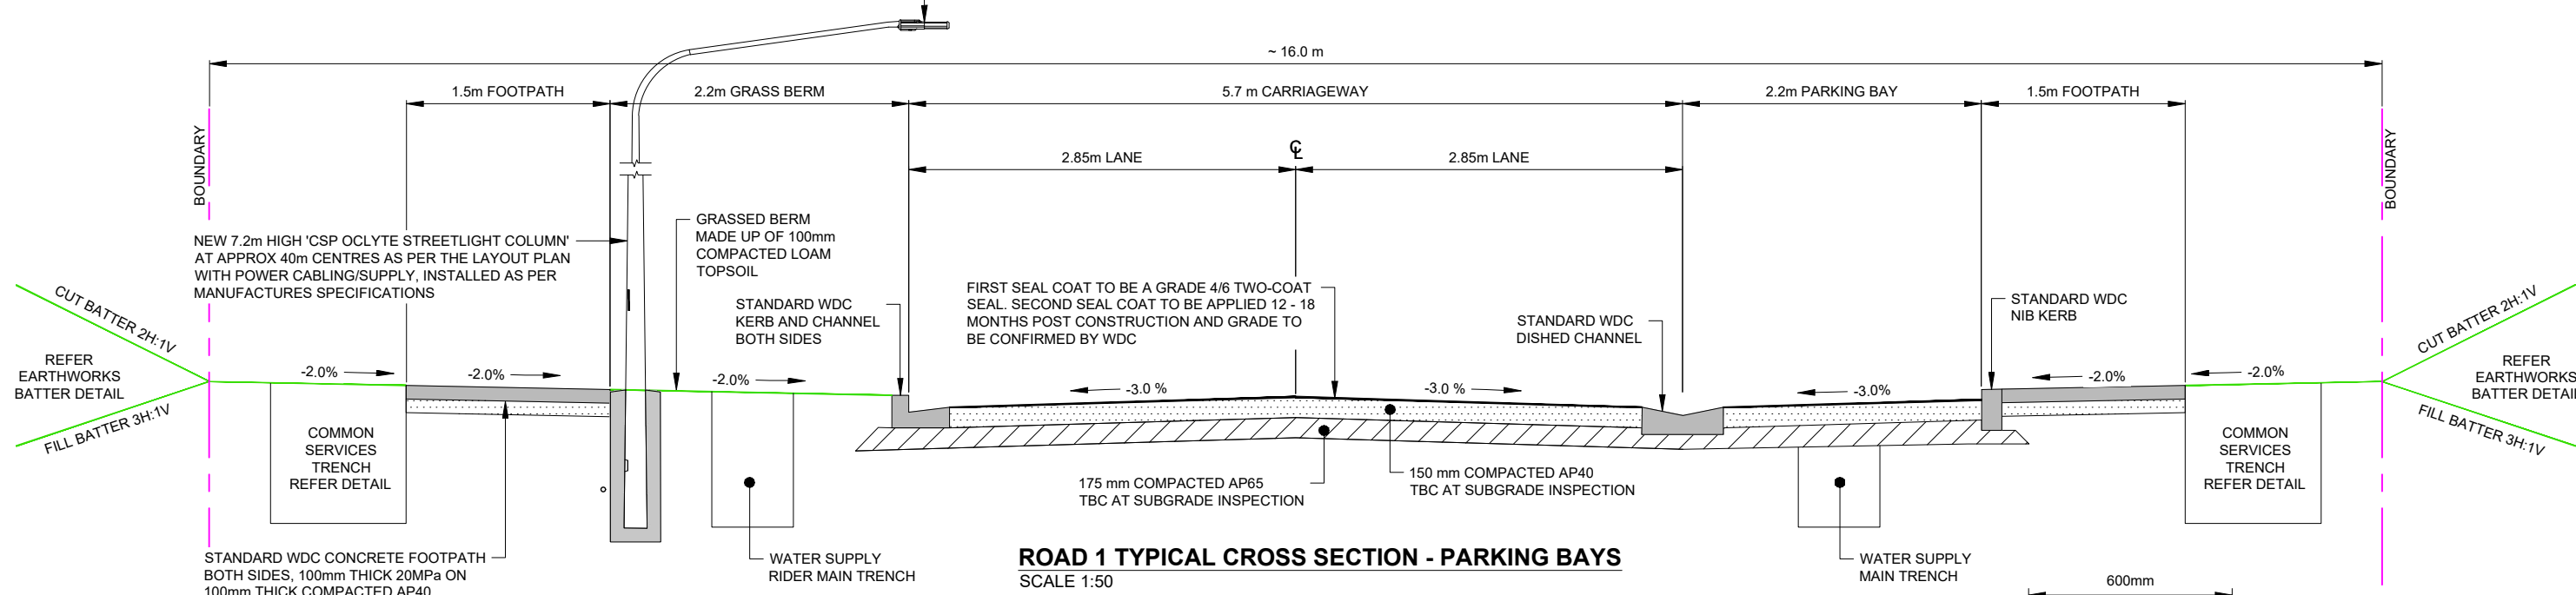 ~ 16.0 m
1.5m FOOTPATH
2.2m GRASS BERM
5.7 m CARRIAGEWAY
2.2m PARKING BAY
1.5m FOOTPATH
BOUNDARY
2.85m LANE
℄
2.85m LANE
BOUNDARY
NEW 7.2m HIGH 'CSP OCLYTE STREETLIGHT COLUMN'
AT APPROX 40m CENTRES AS PER THE LAYOUT PLAN
WITH POWER CABLING/SUPPLY, INSTALLED AS PER
MANUFACTURES SPECIFICATIONS
GRASSED BERM
MADE UP OF 100mm
COMPACTED LOAM
TOPSOIL
STANDARD WDC
KERB AND CHANNEL
BOTH SIDES
FIRST SEAL COAT TO BE A GRADE 4/6 TWO-COAT
SEAL. SECOND SEAL COAT TO BE APPLIED 12 - 18
MONTHS POST CONSTRUCTION AND GRADE TO
BE CONFIRMED BY WDC
STANDARD WDC
DISHED CHANNEL
STANDARD WDC
NIB KERB
CUT BATTER 2H:1V
REFER
EARTHWORKS
BATTER DETAIL
FILL BATTER 3H:1V
CUT BATTER 2H:1V
REFER
EARTHWORKS
BATTER DETAIL
FILL BATTER 3H:1V
-2.0%
-2.0%
-2.0%
-3.0 %
-3.0 %
-3.0%
-2.0%
-2.0%
COMMON
SERVICES
TRENCH
REFER DETAIL
COMMON
SERVICES
TRENCH
REFER DETAIL
175 mm COMPACTED AP65
TBC AT SUBGRADE INSPECTION
150 mm COMPACTED AP40
TBC AT SUBGRADE INSPECTION
STANDARD WDC CONCRETE FOOTPATH
BOTH SIDES, 100mm THICK 20MPa ON
100mm THICK COMPACTED AP40
WATER SUPPLY
RIDER MAIN TRENCH
ROAD 1 TYPICAL CROSS SECTION - PARKING BAYS
SCALE 1:50
WATER SUPPLY
MAIN TRENCH
600mm